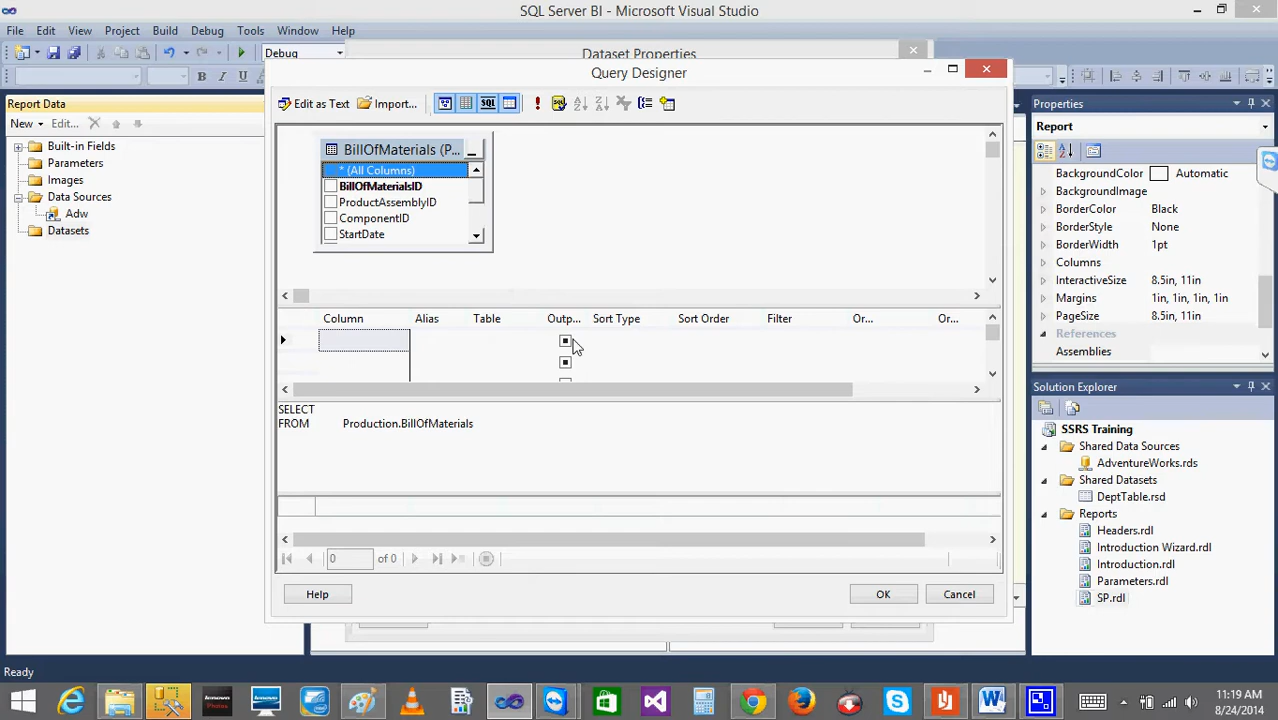 SQL Server BI - Microsoft Visual Studio
File Edit View Project Build Debug Tools Window Help
Debug
Dataset Properties
Query Designer
Report Data
New Edit...
Built-in Fields
Parameters
Images
Data Sources
Adw
Datasets
Edit as Text Import... SQL
BillOfMaterials (P...
* (All Columns)
BillOfMaterialsID
ProductAssemblyID
ComponentID
StartDate
Column Alias Table Outp... Sort Type Sort Order Filter Or... Or...
SELECT
FROM Production.BillOfMaterials
0 of 0
Help OK Cancel
Properties
Report
BackgroundColor Automatic
BackgroundImage
BorderColor Black
BorderStyle None
BorderWidth 1pt
Columns
InteractiveSize 8.5in, 11in
Margins 1in, 1in, 1in, 1in
PageSize 8.5in, 11in
References
Assemblies
Solution Explorer
SSRS Training
Shared Data Sources
AdventureWorks.rds
Shared Datasets
DeptTable.rsd
Reports
Headers.rdl
Introduction Wizard.rdl
Introduction.rdl
Parameters.rdl
SP.rdl
Ready
11:19 AM
8/24/2014